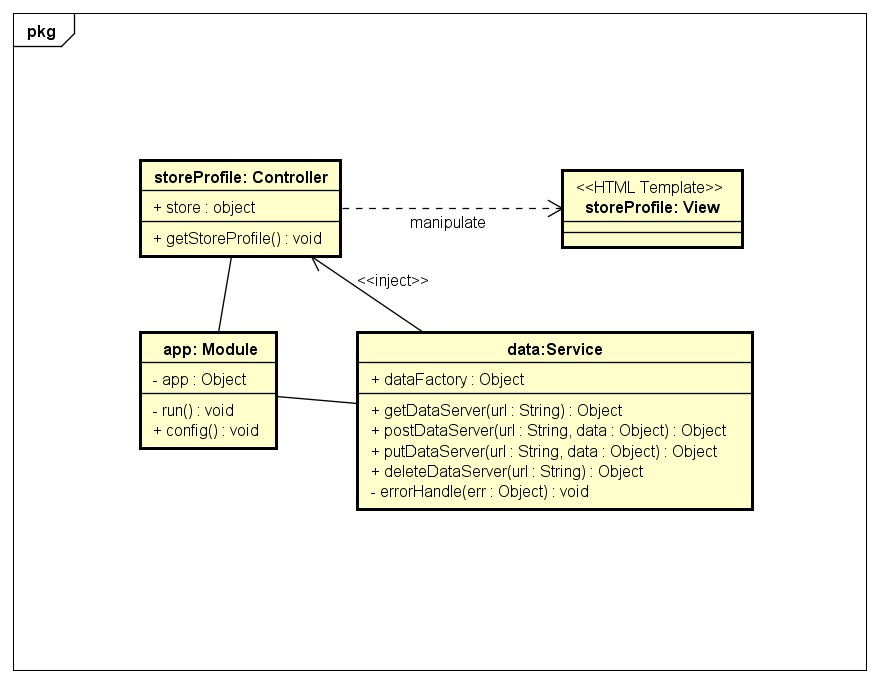 pkg
storeProfile: Controller
+ store : object
+ getStoreProfile() : void
<<HTML Template>>
storeProfile: View
manipulate
<<inject>>
app: Module
- app : Object
- run() : void
+ config() : void
data:Service
+ dataFactory : Object
+ getDataServer(url : String) : Object
+ postDataServer(url : String, data : Object) : Object
+ putDataServer(url : String, data : Object) : Object
+ deleteDataServer(url : String) : Object
- errorHandle(err : Object) : void